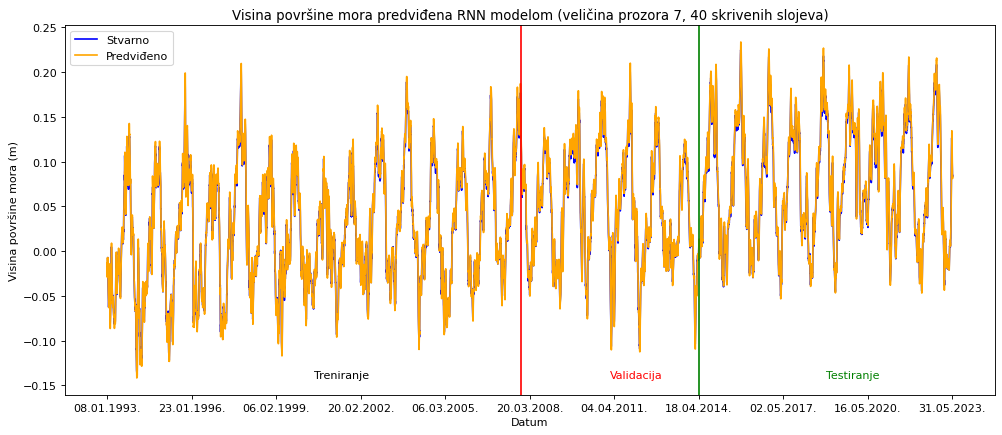 Visina površine mora predviđena RNN modelom (veličina prozora 7, 40 skrivenih slojeva)
Stvarno
Predviđeno
0.25
0.20
0.15
0.10
0.05
0.00
−0.05
−0.10
−0.15
Visina površine mora (m)
Treniranje
Validacija
Testiranje
08.01.1993.
23.01.1996.
06.02.1999.
20.02.2002.
06.03.2005.
20.03.2008.
04.04.2011.
18.04.2014.
02.05.2017.
16.05.2020.
31.05.2023.
Datum